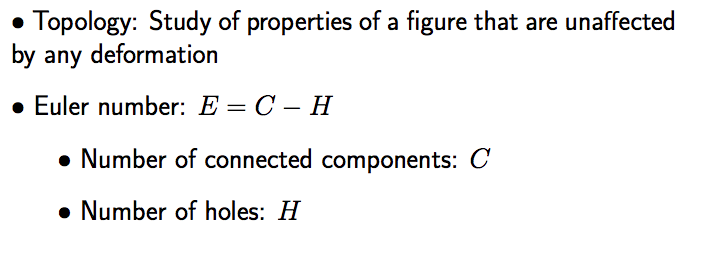 • Topology: Study of properties of a figure that are unaffected
by any deformation
• Euler number: E = C − H
• Number of connected components: C
• Number of holes: H